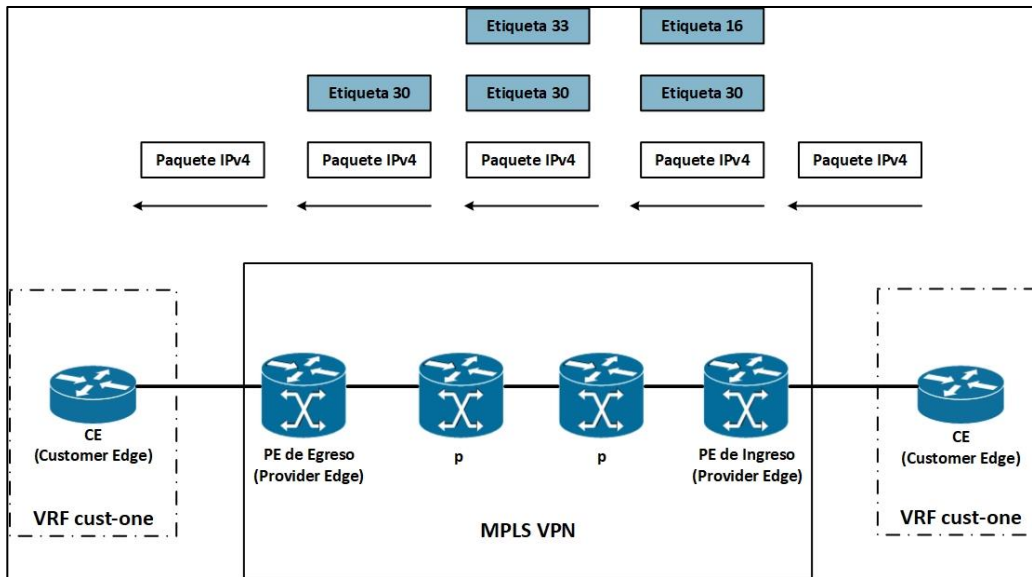 Etiqueta 33
Etiqueta 16
Etiqueta 30
Etiqueta 30
Etiqueta 30
Paquete IPv4
Paquete IPv4
Paquete IPv4
Paquete IPv4
Paquete IPv4
CE
(Customer Edge)
PE de Egreso
(Provider Edge)
p
p
PE de Ingreso
(Provider Edge)
CE
(Customer Edge)
VRF cust-one
MPLS VPN
VRF cust-one